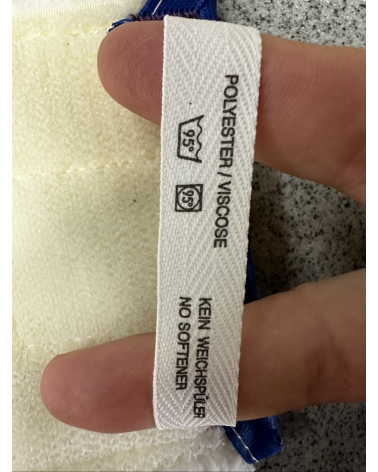 POLYESTER / VISCOSE
95°
95°
KEIN WEICHSPÜLER
NO SOFTENER